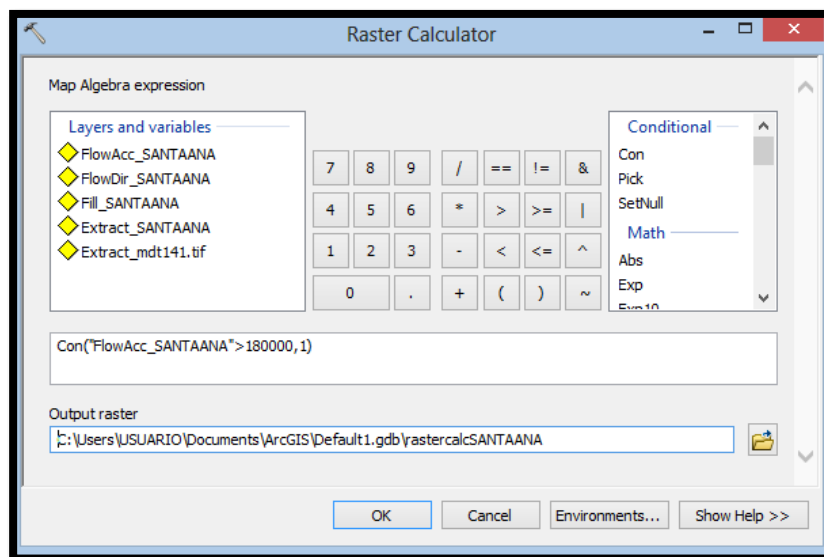 Raster Calculator
Map Algebra expression
Layers and variables
FlowAcc_SANTAANA
FlowDir_SANTAANA
Fill_SANTAANA
Extract_SANTAANA
Extract_mdt141.tif
7 8 9 / == != &
4 5 6 * > >= |
1 2 3 - < <= ^
0 . + ( ) ~
Conditional
Con
Pick
SetNull
Math
Abs
Exp
Exp10
Con("FlowAcc_SANTAANA">180000,1)
Output raster
C:\Users\USUARIO\Documents\ArcGIS\Default1.gdb\rastercalcSANTAANA
OK Cancel Environments... Show Help >>